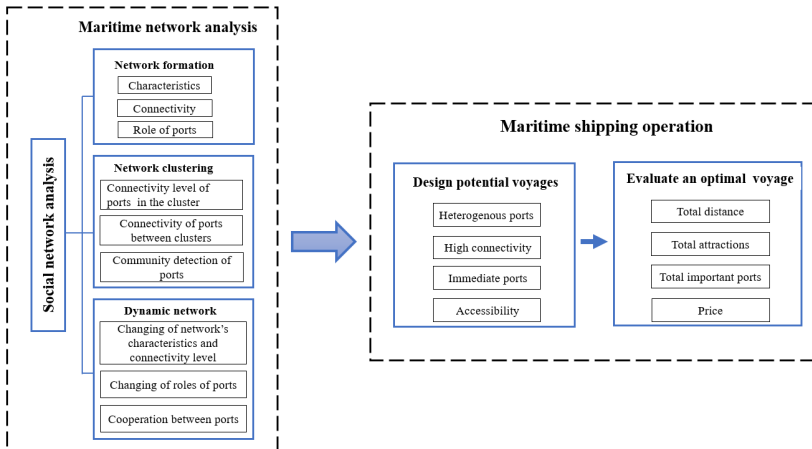 Maritime network analysis
Social network analysis
Network formation
Characteristics
Connectivity
Role of ports
Network clustering
Connectivity level of
ports in the cluster
Connectivity of ports
between clusters
Community detection of
ports
Dynamic network
Changing of network's
characteristics and
connectivity level
Changing of roles of ports
Cooperation between ports
Maritime shipping operation
Design potential voyages
Heterogenous ports
High connectivity
Immediate ports
Accessibility
Evaluate an optimal voyage
Total distance
Total attractions
Total important ports
Price